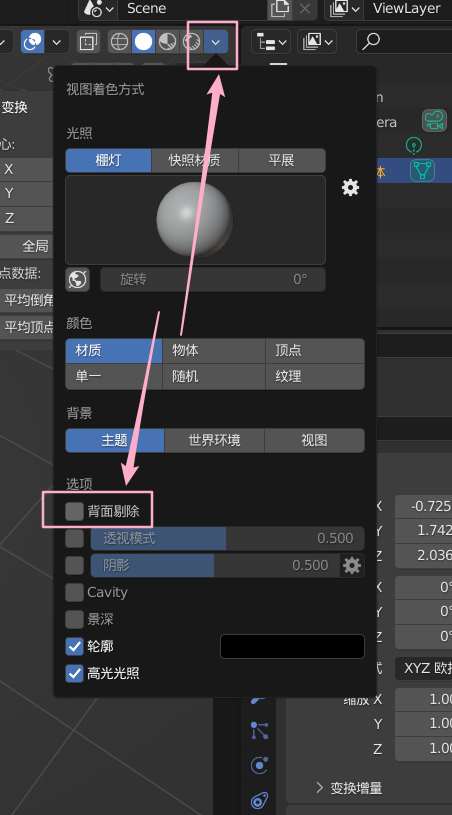 Scene
ViewLayer
视图着色方式
变换
光照
棚灯 快照材质 平展
X
Y
Z
全局
旋转 0°
点数据:
平均倒角
平均顶点
颜色
材质 物体 顶点
单一 随机 纹理
背景
主题 世界环境 视图
选项
背面剔除
透视模式 0.500
阴影 0.500
Cavity
景深
轮廓
高光光照
X -0.725
Y 1.742
Z 2.036
X 0°
Y 0°
Z 0°
XYZ 欧拉
缩放 X 1.00
Y 1.00
Z 1.00
变换增量